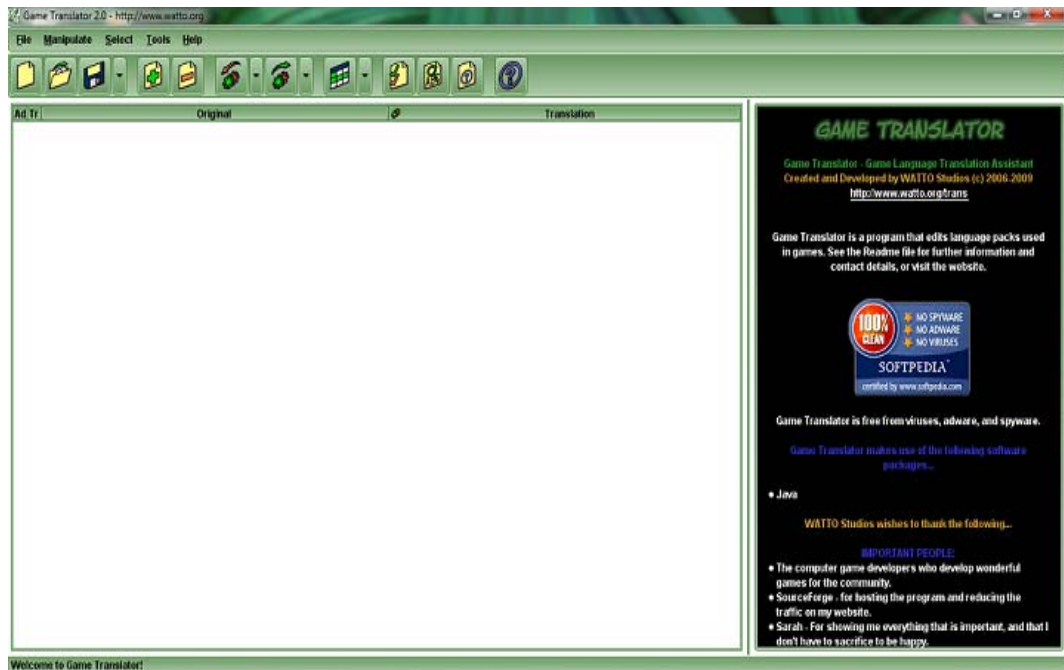 Game Translator 2.0 - http://www.watto.org
File Manipulate Select Tools Help
Ad Tr Original Translation
GAME TRANSLATOR
Game Translator - Game Language Translation Assistant
Created and Developed by WATTO Studios (c) 2006-2009
http://www.watto.org/trans
Game Translator is a program that edits language packs used
in games. See the Readme file for further information and
contact details, or visit the website.
100%
CLEAN
NO SPYWARE
NO ADWARE
NO VIRUSES
SOFTPEDIA
certified by www.softpedia.com
Game Translator is free from viruses, adware, and spyware.
Game Translator makes use of the following software
packages...
• Java
WATTO Studios wishes to thank the following...
IMPORTANT PEOPLE:
• The computer game developers who develop wonderful
games for the community.
• SourceForge - for hosting the program and reducing the
traffic on my website.
• Sarah - For showing me everything that is important, and that I
don't have to sacrifice to be happy.
Welcome to Game Translator!